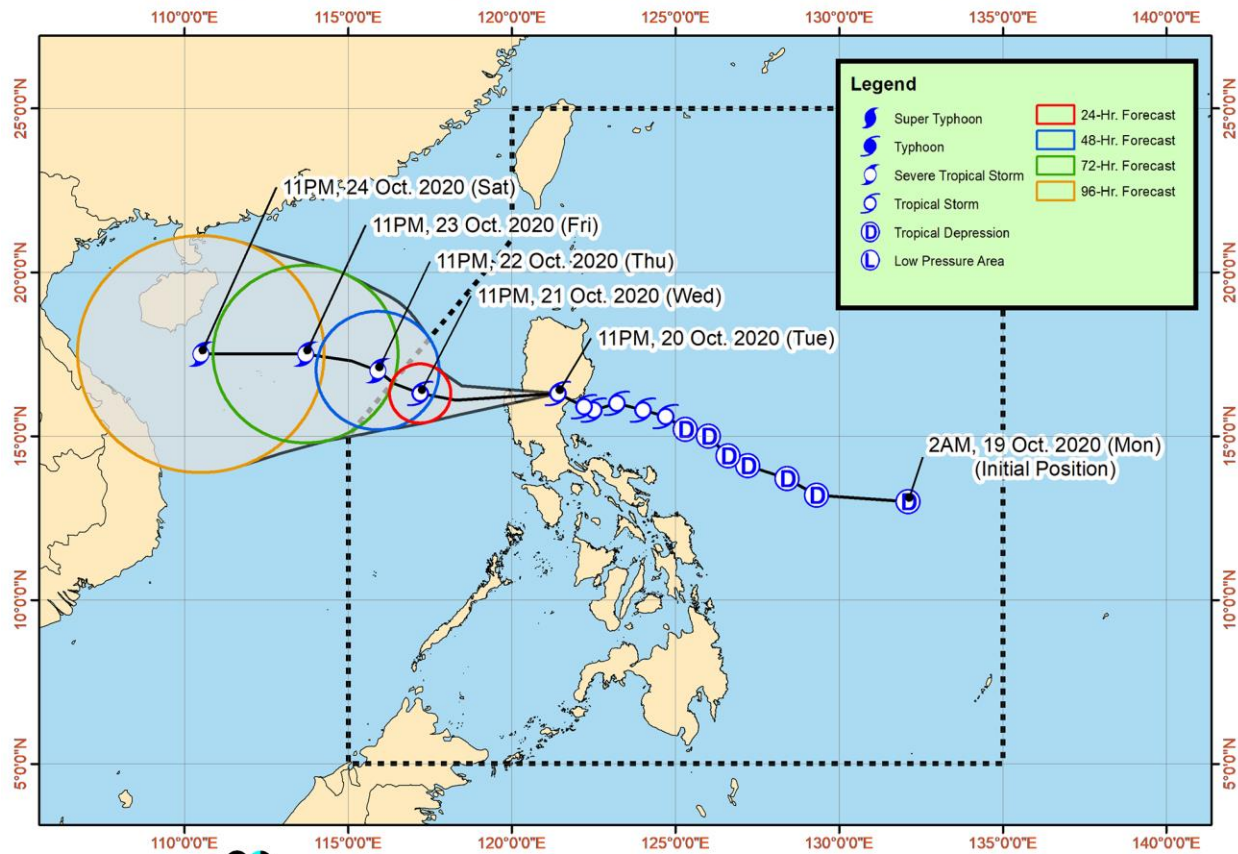 110°0'0"E 115°0'0"E 120°0'0"E 125°0'0"E 130°0'0"E 135°0'0"E 140°0'0"E
25°0'0"N
20°0'0"N
15°0'0"N
10°0'0"N
5°0'0"N
Legend
Super Typhoon
Typhoon
Severe Tropical Storm
Tropical Storm
D Tropical Depression
L Low Pressure Area
24-Hr. Forecast
48-Hr. Forecast
72-Hr. Forecast
96-Hr. Forecast
11PM, 24 Oct. 2020 (Sat)
11PM, 23 Oct. 2020 (Fri)
11PM, 22 Oct. 2020 (Thu)
11PM, 21 Oct. 2020 (Wed)
11PM, 20 Oct. 2020 (Tue)
2AM, 19 Oct. 2020 (Mon)
(Initial Position)
D D D D D D D
25°0'0"N
20°0'0"N
15°0'0"N
10°0'0"N
5°0'0"N
110°0'0"E 115°0'0"E 120°0'0"E 125°0'0"E 130°0'0"E 135°0'0"E 140°0'0"E